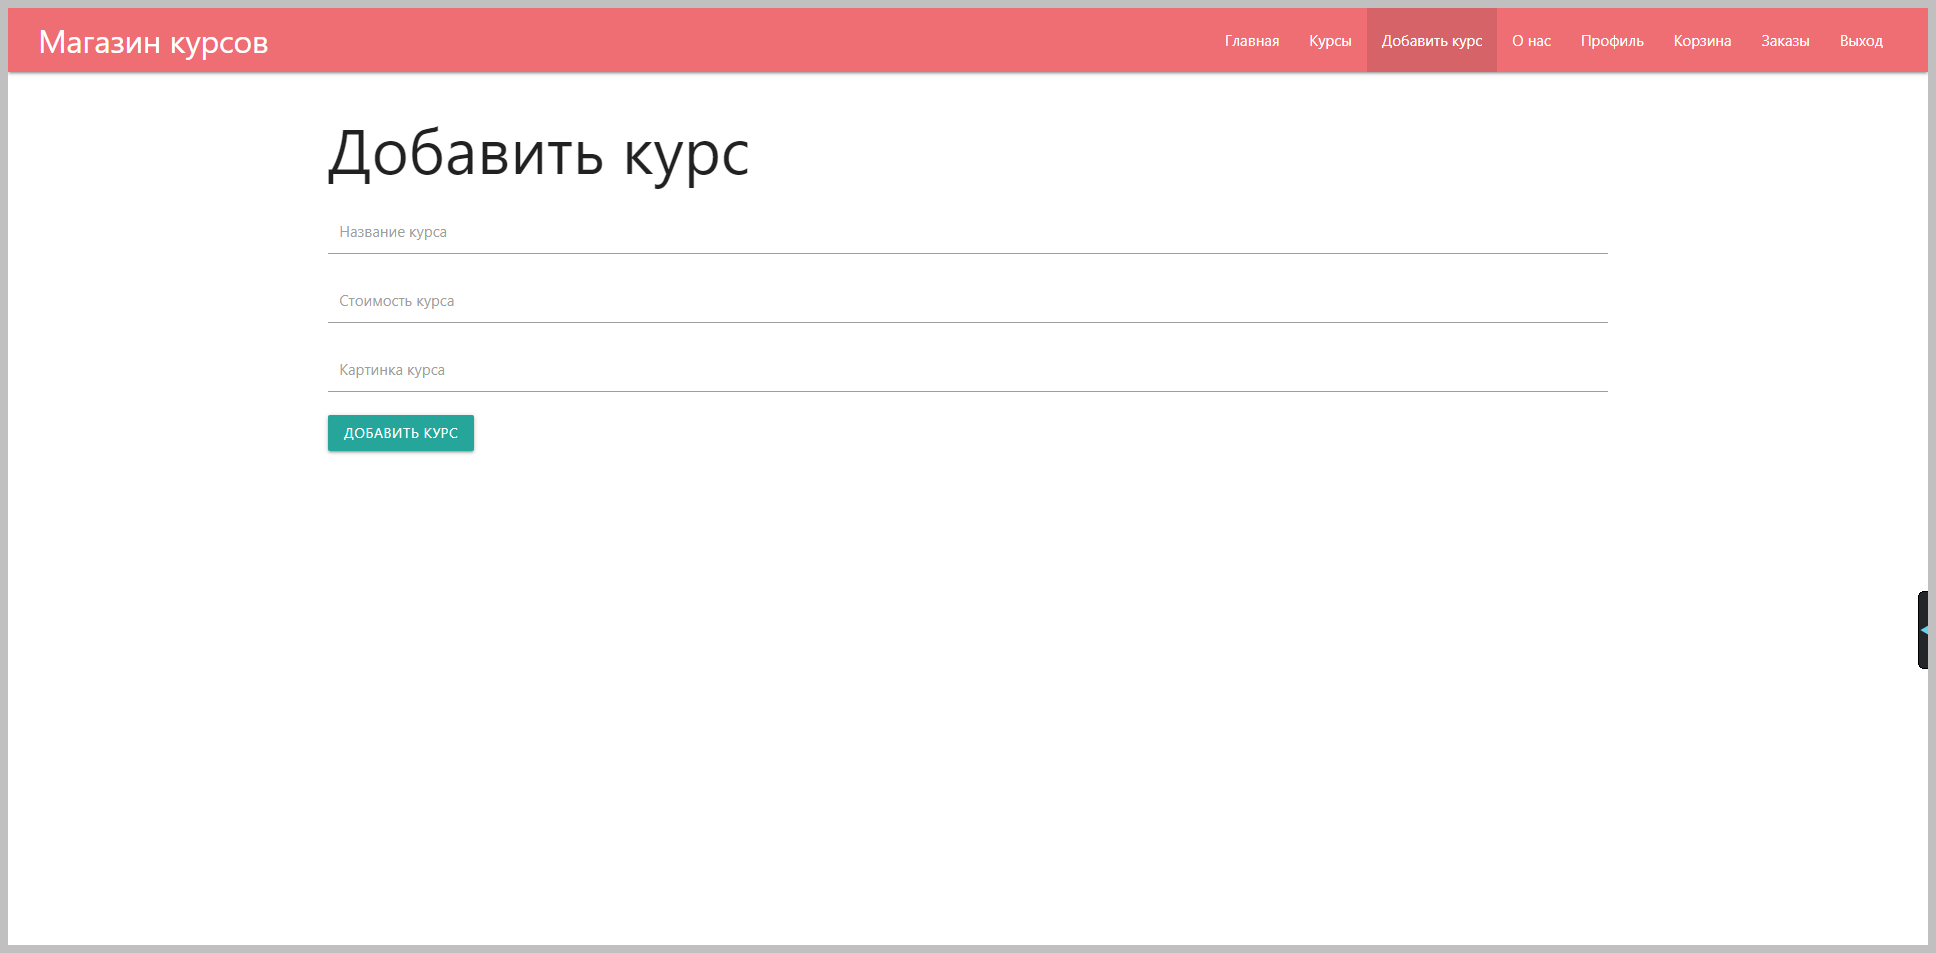 Магазин курсов
Главная Курсы Добавить курс О нас Профиль Корзина Заказы Выход
Добавить курс
Название курса
Стоимость курса
Картинка курса
ДОБАВИТЬ КУРС